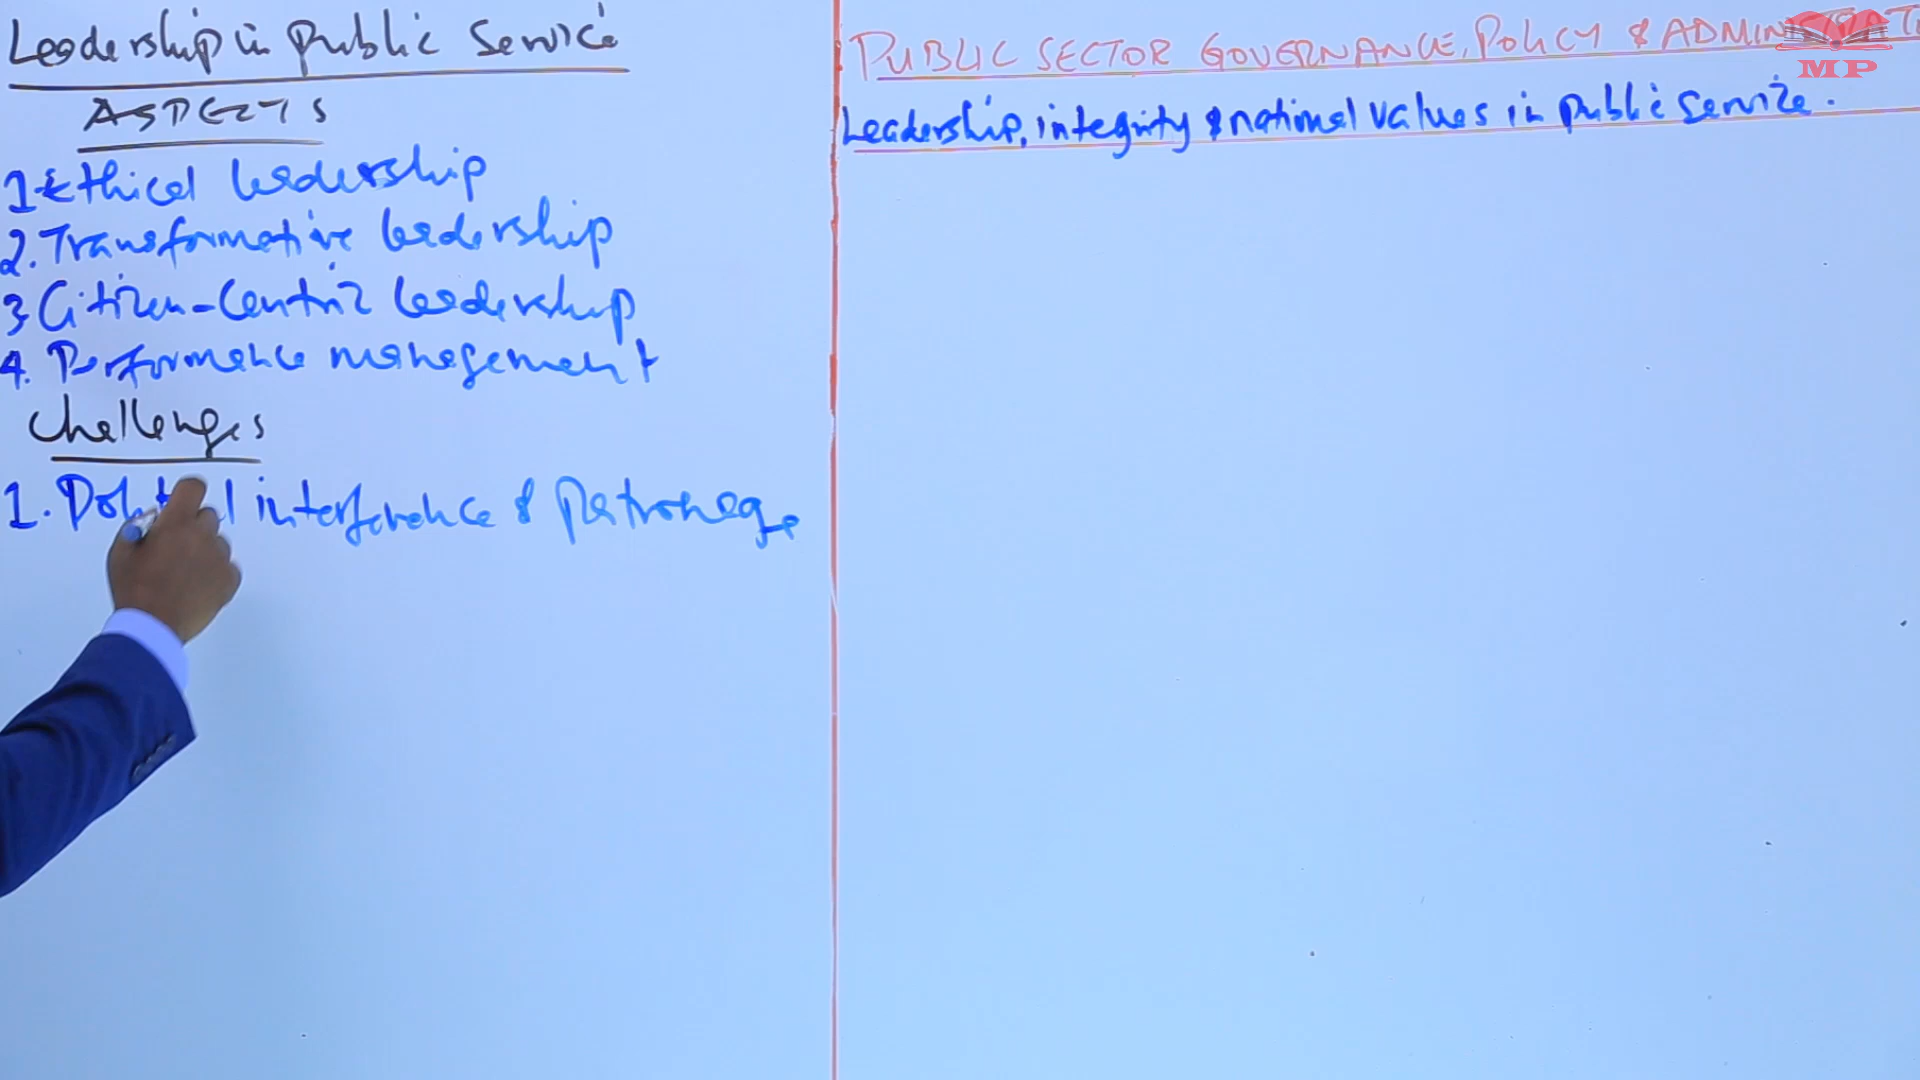 Leadership in public service
ASPECTS
1. Ethical leadership
2. Transformative leadership
3 Citizen-Centric leadership
4. Performance management
Challenges
1. Political interference & Patronage
PUBLIC SECTOR GOVERNANCE, POLICY &
MP
Leadership, integrity & national values in public service.